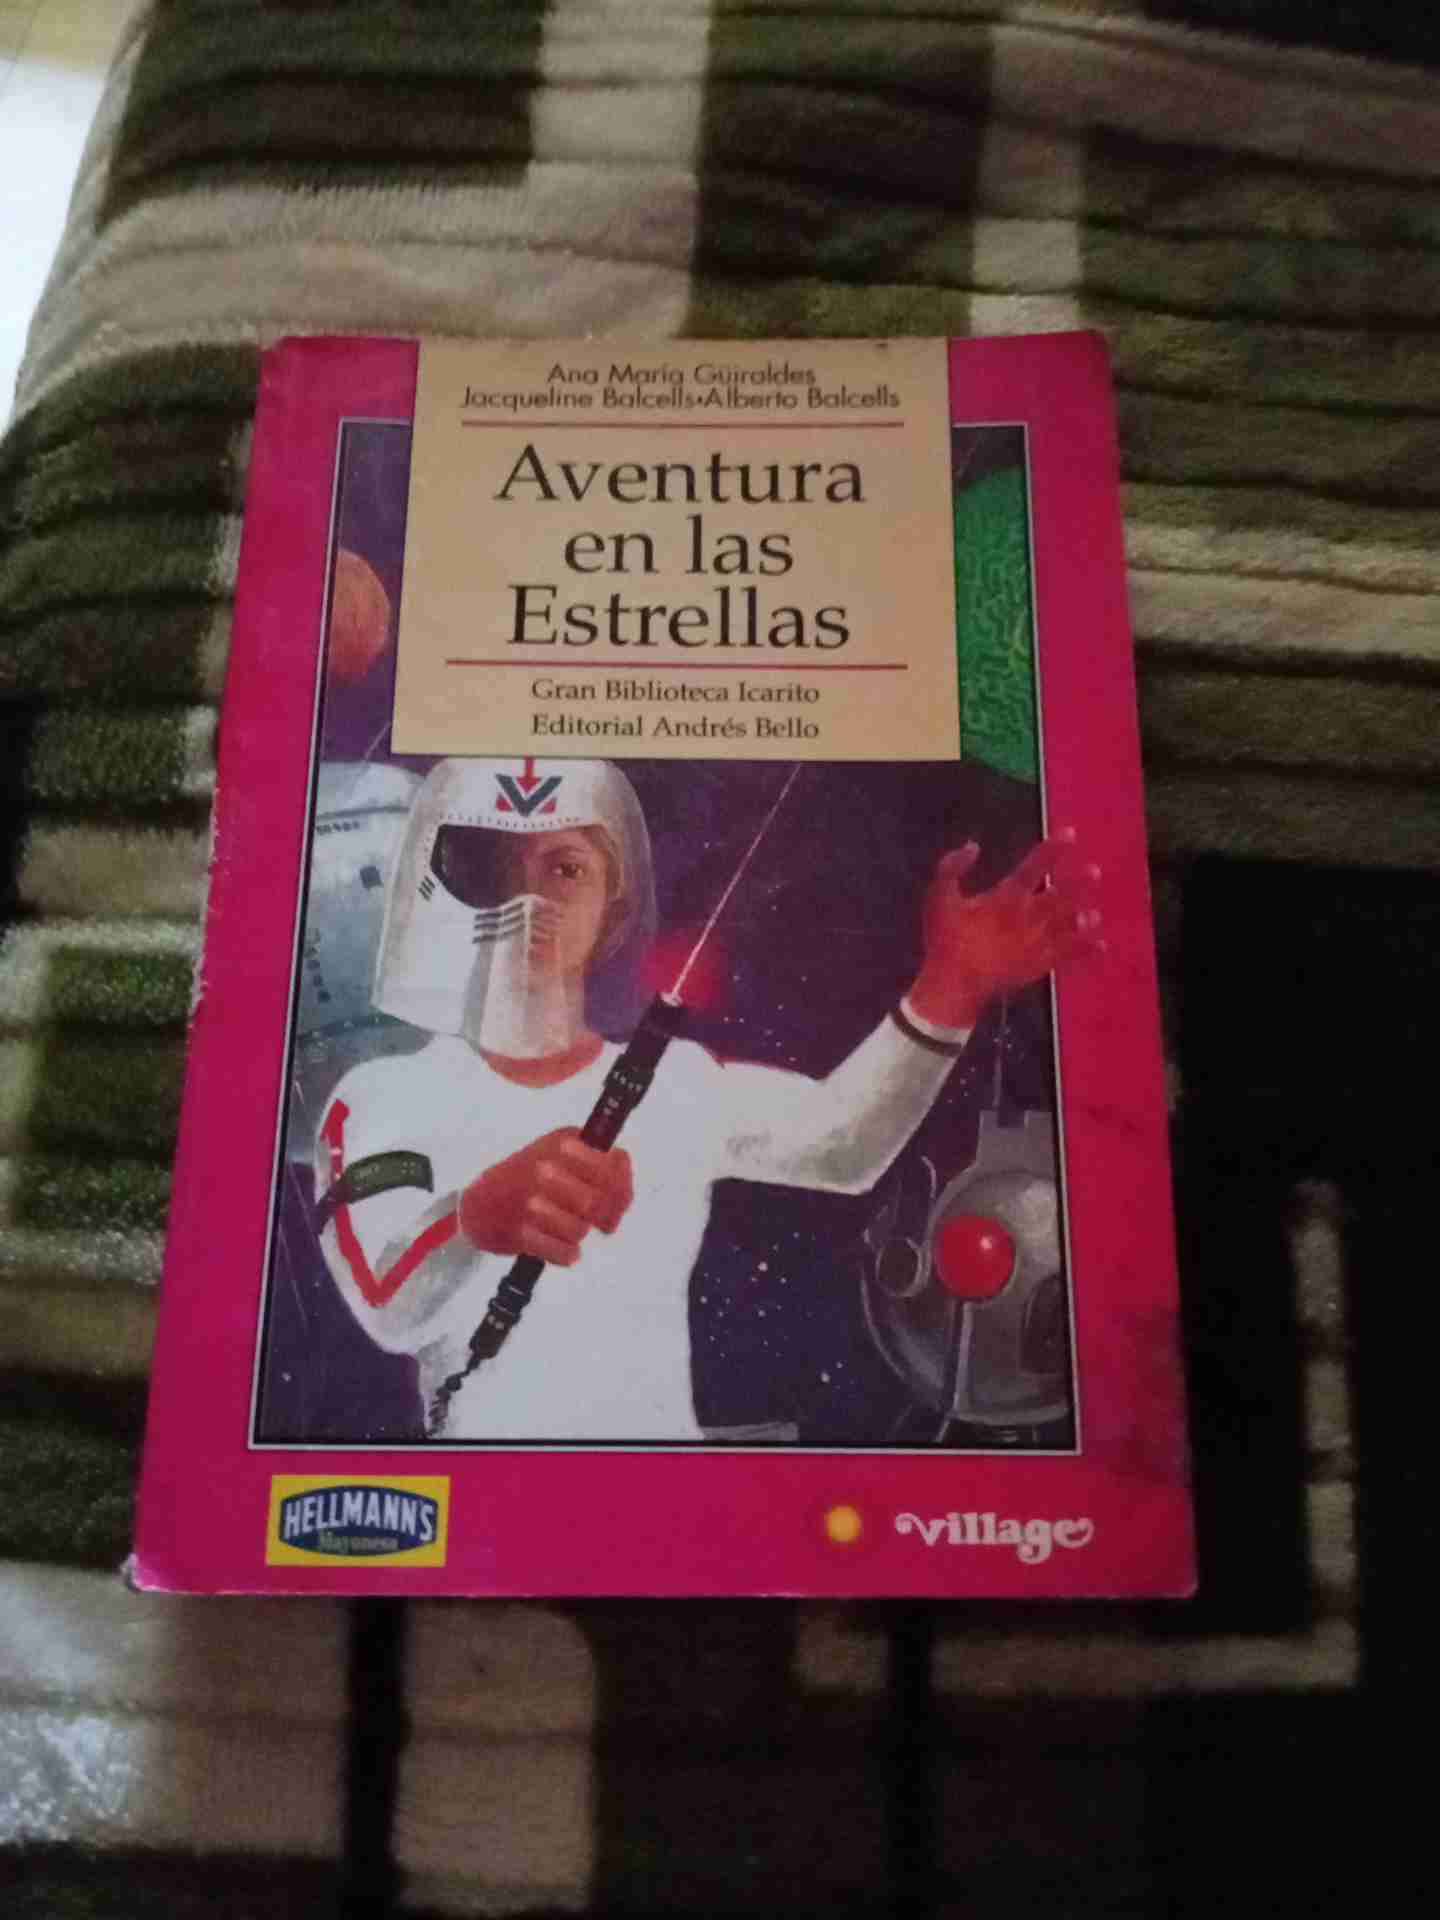 Ana María Güiraldes
Jacqueline Balcells•Alberto Balcells
Aventura
en las
Estrellas
Gran Biblioteca Icarito
Editorial Andrés Bello
HELLMANN'S
Mayonesa
village